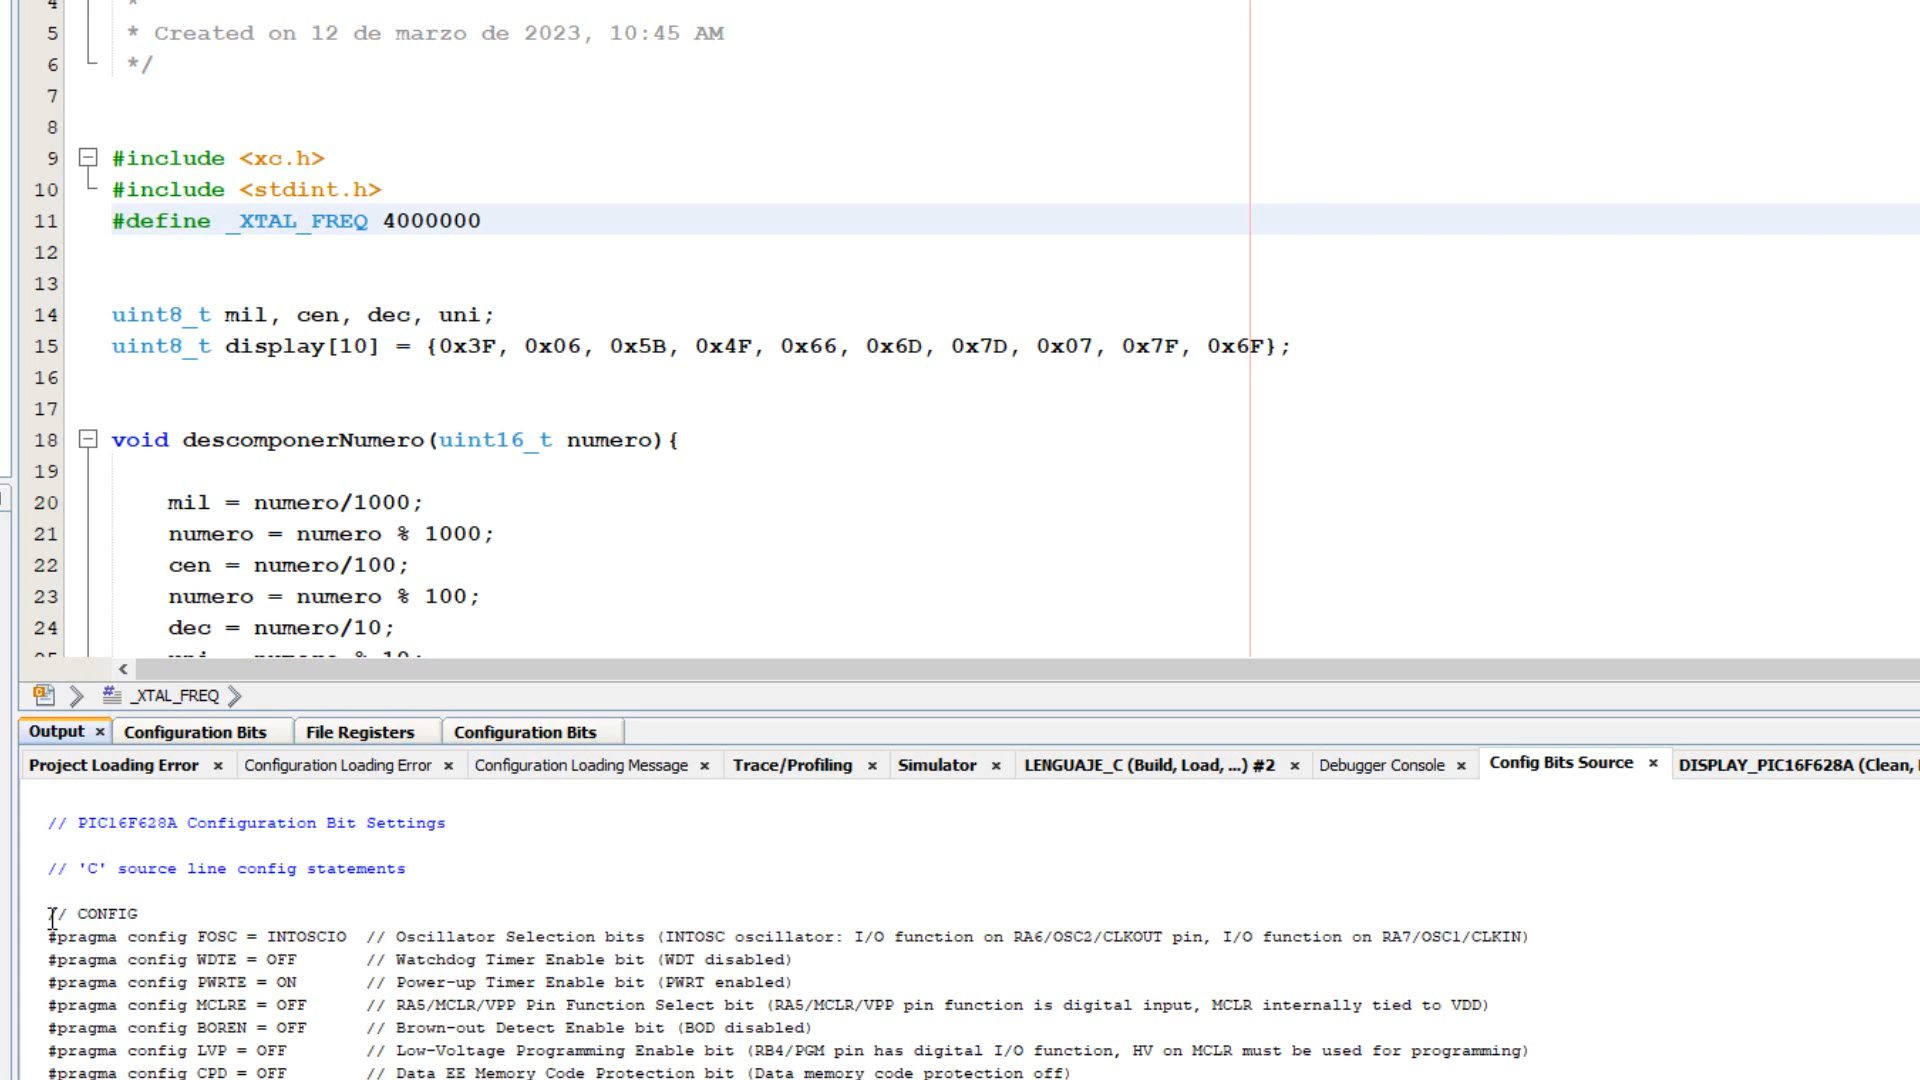 4 *
5 * Created on 12 de marzo de 2023, 10:45 AM
6 */
7
8
9 #include <xc.h>
10 #include <stdint.h>
11 #define _XTAL_FREQ 4000000
12
13
14 uint8_t mil, cen, dec, uni;
15 uint8_t display[10] = {0x3F, 0x06, 0x5B, 0x4F, 0x66, 0x6D, 0x7D, 0x07, 0x7F, 0x6F};
16
17
18 void descomponerNumero(uint16_t numero){
19
20 mil = numero/1000;
21 numero = numero % 1000;
22 cen = numero/100;
23 numero = numero % 100;
24 dec = numero/10;
_XTAL_FREQ
Output × Configuration Bits File Registers Configuration Bits
Project Loading Error × Configuration Loading Error × Configuration Loading Message × Trace/Profiling × Simulator × LENGUAJE_C (Build, Load, ...) #2 × Debugger Console × Config Bits Source × DISPLAY_PIC16F628A (Clean,
// PIC16F628A Configuration Bit Settings
// 'C' source line config statements
// CONFIG
#pragma config FOSC = INTOSCIO // Oscillator Selection bits (INTOSC oscillator: I/O function on RA6/OSC2/CLKOUT pin, I/O function on RA7/OSC1/CLKIN)
#pragma config WDTE = OFF // Watchdog Timer Enable bit (WDT disabled)
#pragma config PWRTE = ON // Power-up Timer Enable bit (PWRT enabled)
#pragma config MCLRE = OFF // RA5/MCLR/VPP Pin Function Select bit (RA5/MCLR/VPP pin function is digital input, MCLR internally tied to VDD)
#pragma config BOREN = OFF // Brown-out Detect Enable bit (BOD disabled)
#pragma config LVP = OFF // Low-Voltage Programming Enable bit (RB4/PGM pin has digital I/O function, HV on MCLR must be used for programming)
#pragma config CPD = OFF // Data EE Memory Code Protection bit (Data memory code protection off)